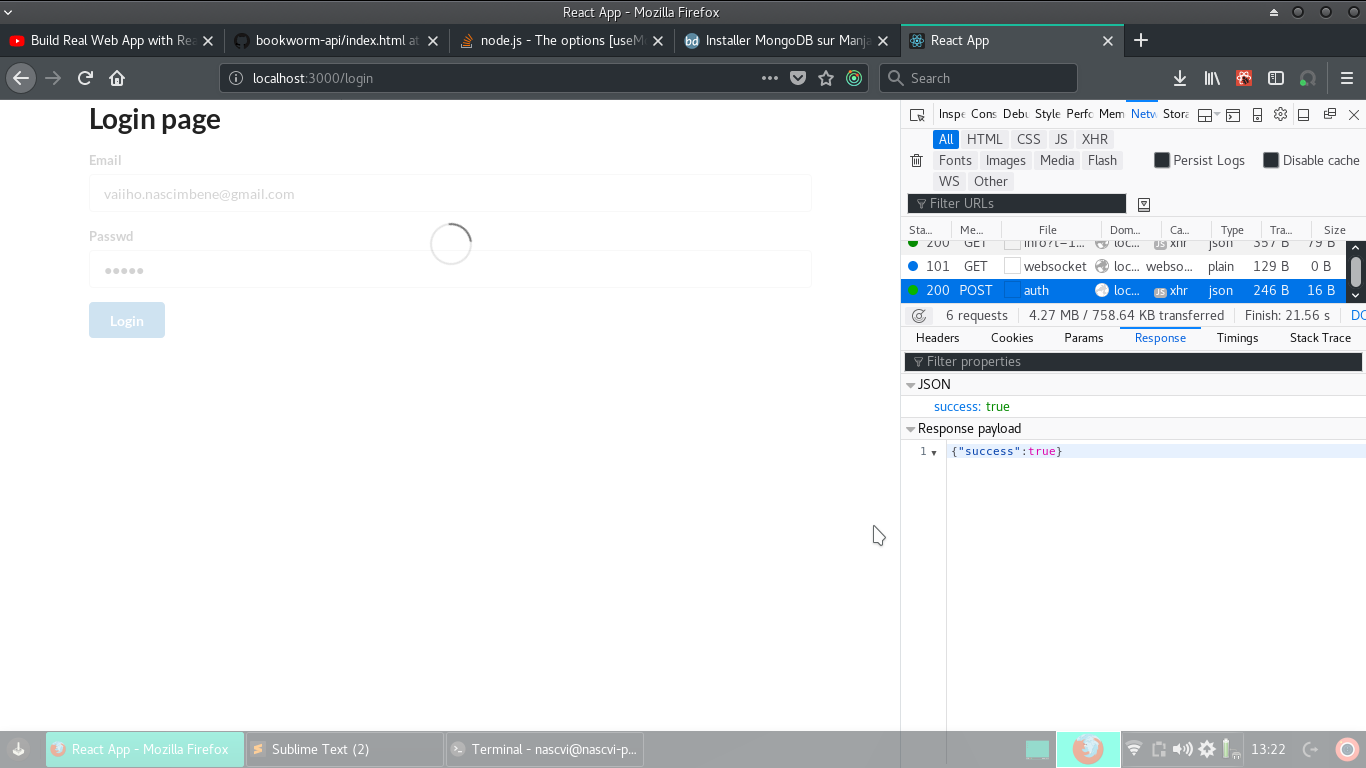 React App - Mozilla Firefox
Build Real Web App with Rea
bookworm-api/index.html at
node.js - The options [useMo
bd Installer MongoDB sur Manja
React App
localhost:3000/login
Search
Login page
Email
vaiiho.nascimbene@gmail.com
Passwd
•••••
Login
Inspe Cons Debu Style Perfo Mem Netw Stora
All HTML CSS JS XHR
Fonts Images Media Flash
Persist Logs Disable cache
WS Other
Filter URLs
Sta... Me... File Dom... Ca... Type Tra... Size
200 GET info?t=1... loc... JS xhr json 357 B 79 B
101 GET websocket loc... webso... plain 129 B 0 B
200 POST auth loc... JS xhr json 246 B 16 B
6 requests 4.27 MB / 758.64 KB transferred Finish: 21.56 s DO
Headers Cookies Params Response Timings Stack Trace
Filter properties
JSON
success: true
Response payload
1 {"success":true}
React App - Mozilla Firefox
Sublime Text (2)
Terminal - nascvi@nascvi-p...
13:22